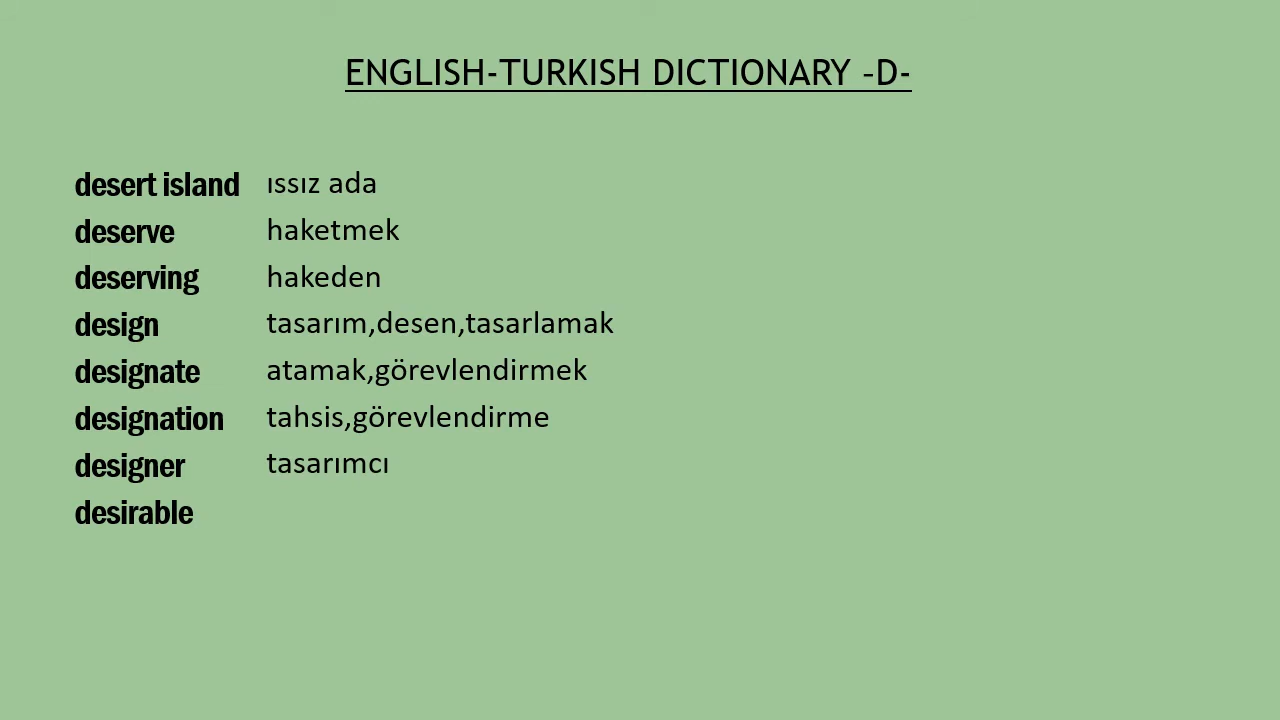 ENGLISH-TURKISH DICTIONARY –D-
desert island ıssız ada
deserve haketmek
deserving hakeden
design tasarım,desen,tasarlamak
designate atamak,görevlendirmek
designation tahsis,görevlendirme
designer tasarımcı
desirable